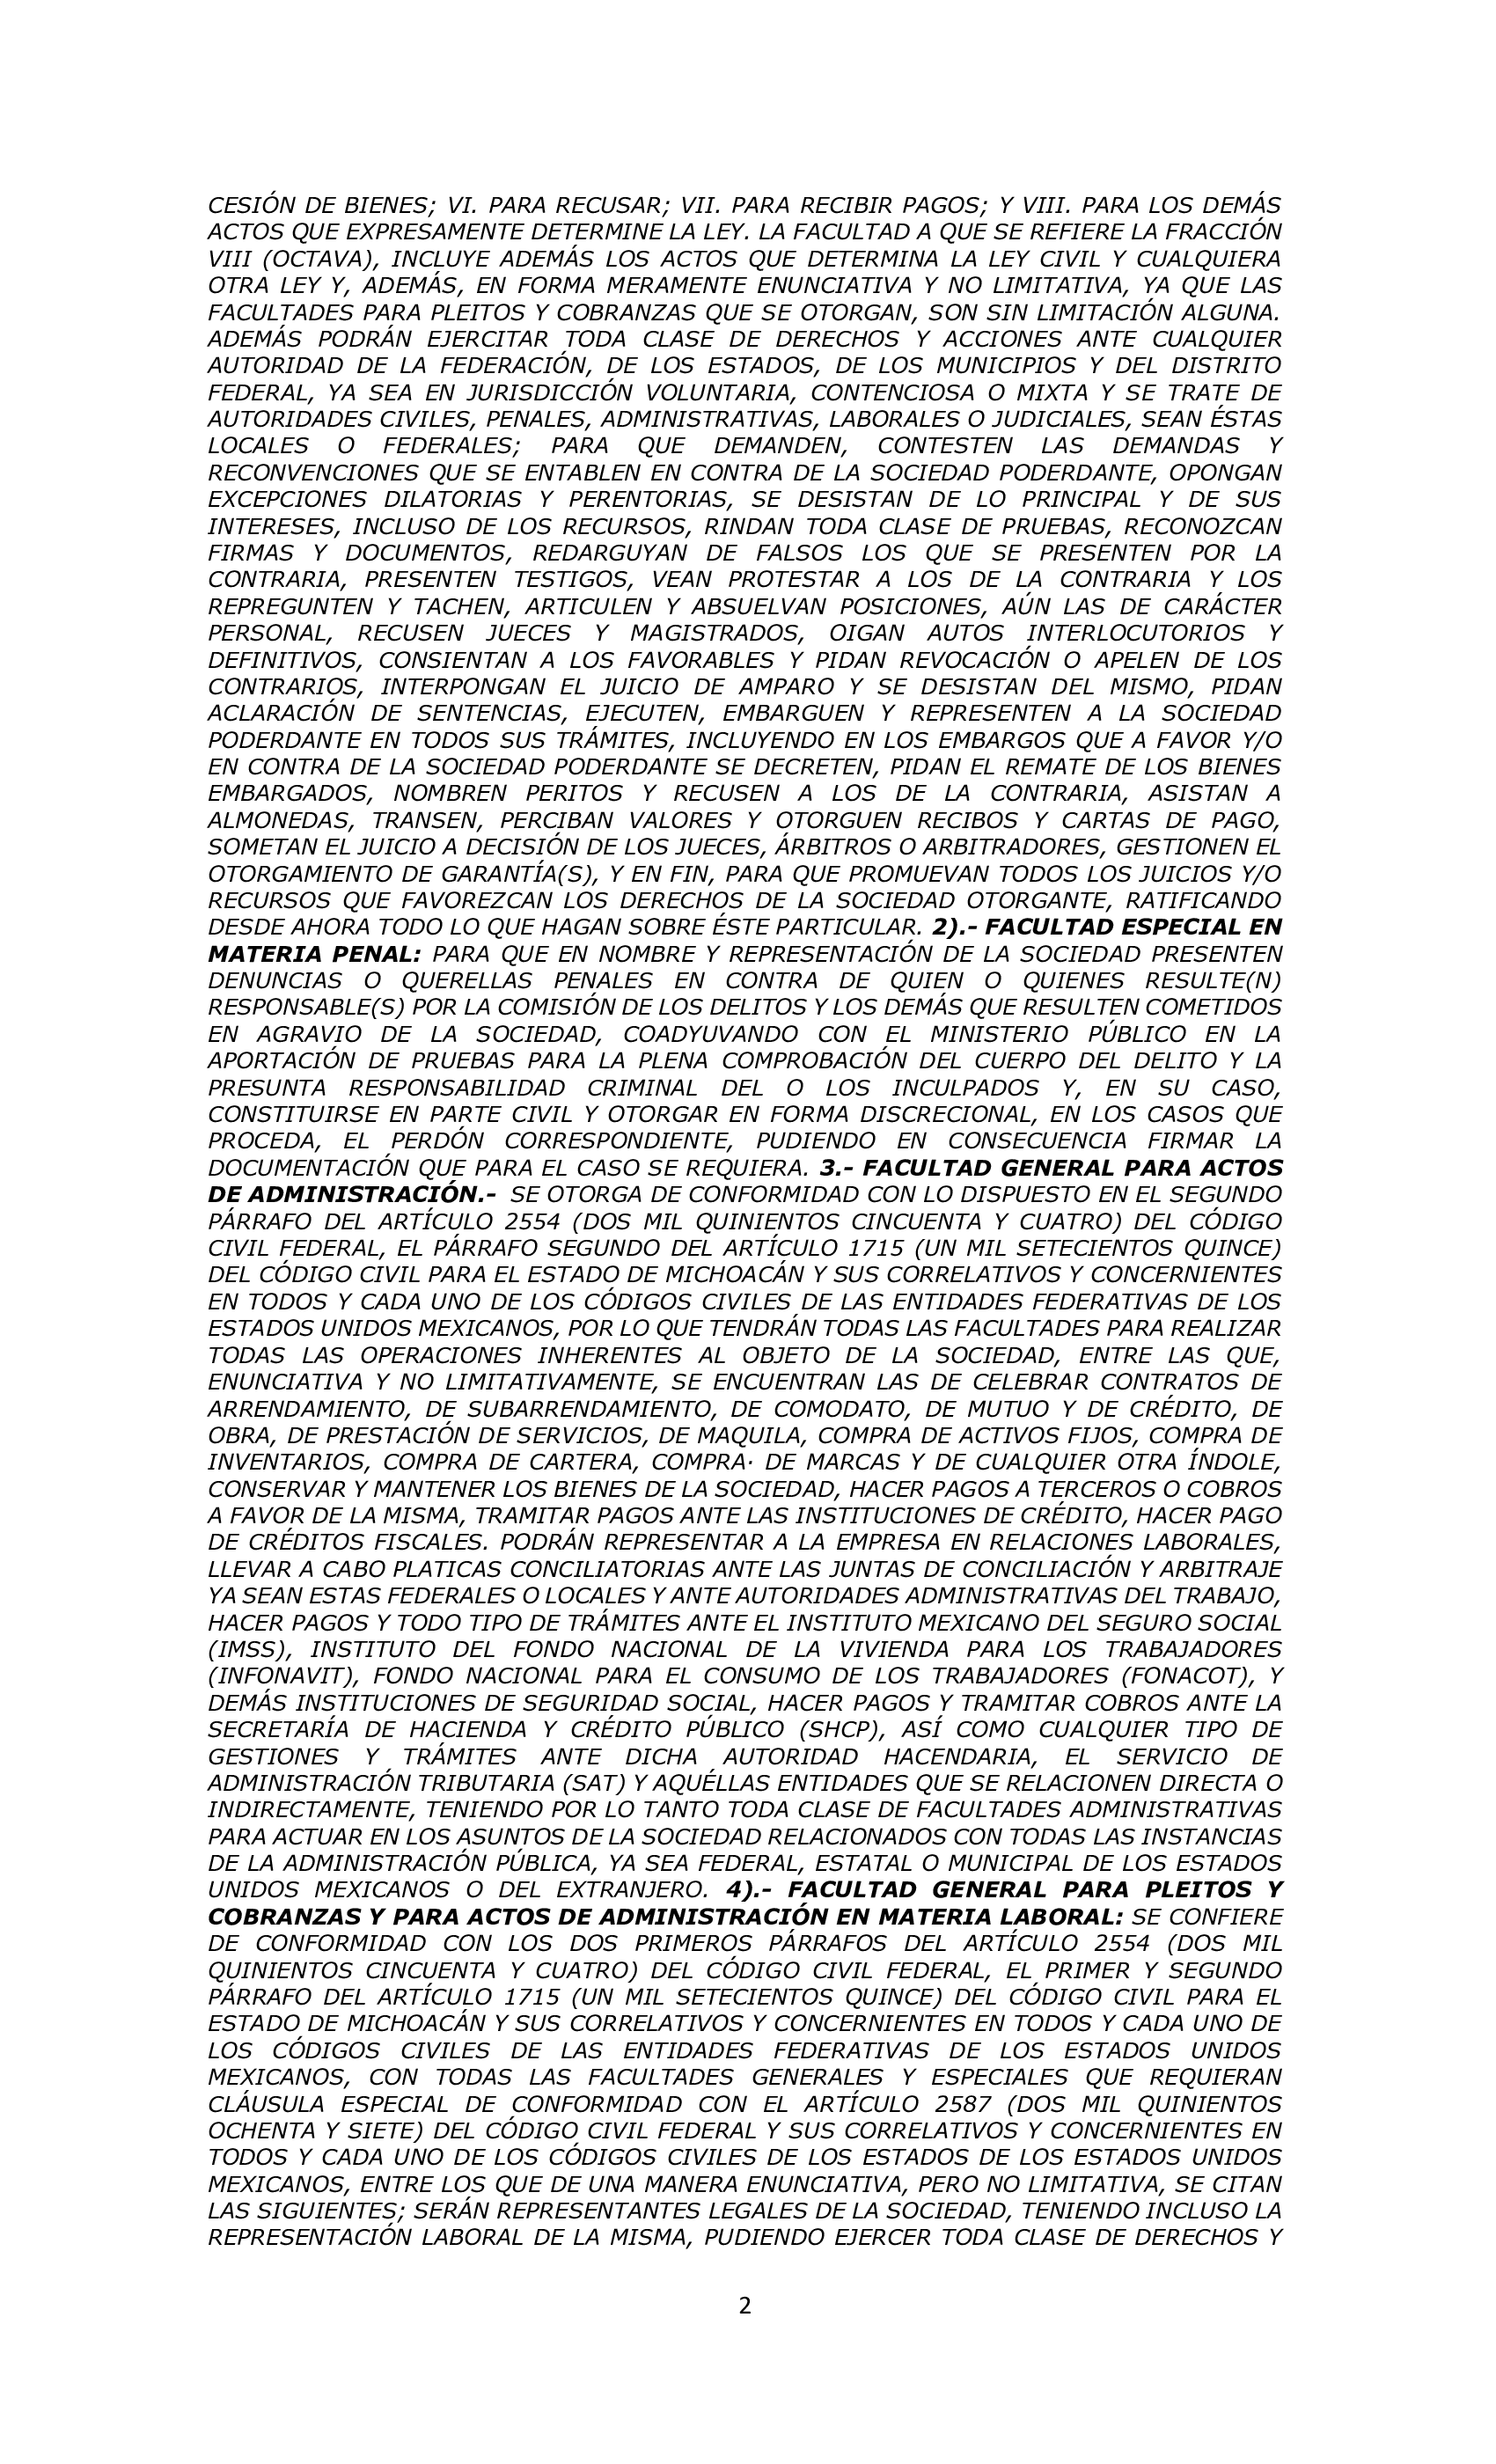 CESIÓN DE BIENES; VI. PARA RECUSAR; VII. PARA RECIBIR PAGOS; Y VIII. PARA LOS DEMÁS
ACTOS QUE EXPRESAMENTE DETERMINE LA LEY. LA FACULTAD A QUE SE REFIERE LA FRACCIÓN
VIII (OCTAVA), INCLUYE ADEMÁS LOS ACTOS QUE DETERMINA LA LEY CIVIL Y CUALQUIERA
OTRA LEY Y, ADEMÁS, EN FORMA MERAMENTE ENUNCIATIVA Y NO LIMITATIVA, YA QUE LAS
FACULTADES PARA PLEITOS Y COBRANZAS QUE SE OTORGAN, SON SIN LIMITACIÓN ALGUNA.
ADEMÁS PODRÁN EJERCITAR TODA CLASE DE DERECHOS Y ACCIONES ANTE CUALQUIER
AUTORIDAD DE LA FEDERACIÓN, DE LOS ESTADOS, DE LOS MUNICIPIOS Y DEL DISTRITO
FEDERAL, YA SEA EN JURISDICCIÓN VOLUNTARIA, CONTENCIOSA O MIXTA Y SE TRATE DE
AUTORIDADES CIVILES, PENALES, ADMINISTRATIVAS, LABORALES O JUDICIALES, SEAN ÉSTAS
LOCALES O FEDERALES; PARA QUE DEMANDEN, CONTESTEN LAS DEMANDAS Y
RECONVENCIONES QUE SE ENTABLEN EN CONTRA DE LA SOCIEDAD PODERDANTE, OPONGAN
EXCEPCIONES DILATORIAS Y PERENTORIAS, SE DESISTAN DE LO PRINCIPAL Y DE SUS
INTERESES, INCLUSO DE LOS RECURSOS, RINDAN TODA CLASE DE PRUEBAS, RECONOZCAN
FIRMAS Y DOCUMENTOS, REDARGUYAN DE FALSOS LOS QUE SE PRESENTEN POR LA
CONTRARIA, PRESENTEN TESTIGOS, VEAN PROTESTAR A LOS DE LA CONTRARIA Y LOS
REPREGUNTEN Y TACHEN, ARTICULEN Y ABSUELVAN POSICIONES, AÚN LAS DE CARÁCTER
PERSONAL, RECUSEN JUECES Y MAGISTRADOS, OIGAN AUTOS INTERLOCUTORIOS Y
DEFINITIVOS, CONSIENTAN A LOS FAVORABLES Y PIDAN REVOCACIÓN O APELEN DE LOS
CONTRARIOS, INTERPONGAN EL JUICIO DE AMPARO Y SE DESISTAN DEL MISMO, PIDAN
ACLARACIÓN DE SENTENCIAS, EJECUTEN, EMBARGUEN Y REPRESENTEN A LA SOCIEDAD
PODERDANTE EN TODOS SUS TRÁMITES, INCLUYENDO EN LOS EMBARGOS QUE A FAVOR Y/O
EN CONTRA DE LA SOCIEDAD PODERDANTE SE DECRETEN, PIDAN EL REMATE DE LOS BIENES
EMBARGADOS, NOMBREN PERITOS Y RECUSEN A LOS DE LA CONTRARIA, ASISTAN A
ALMONEDAS, TRANSEN, PERCIBAN VALORES Y OTORGUEN RECIBOS Y CARTAS DE PAGO,
SOMETAN EL JUICIO A DECISIÓN DE LOS JUECES, ÁRBITROS O ARBITRADORES, GESTIONEN EL
OTORGAMIENTO DE GARANTÍA(S), Y EN FIN, PARA QUE PROMUEVAN TODOS LOS JUICIOS Y/O
RECURSOS QUE FAVOREZCAN LOS DERECHOS DE LA SOCIEDAD OTORGANTE, RATIFICANDO
DESDE AHORA TODO LO QUE HAGAN SOBRE ÉSTE PARTICULAR. 2).- FACULTAD ESPECIAL EN
MATERIA PENAL: PARA QUE EN NOMBRE Y REPRESENTACIÓN DE LA SOCIEDAD PRESENTEN
DENUNCIAS O QUERELLAS PENALES EN CONTRA DE QUIEN O QUIENES RESULTE(N)
RESPONSABLE(S) POR LA COMISIÓN DE LOS DELITOS Y LOS DEMÁS QUE RESULTEN COMETIDOS
EN AGRAVIO DE LA SOCIEDAD, COADYUVANDO CON EL MINISTERIO PÚBLICO EN LA
APORTACIÓN DE PRUEBAS PARA LA PLENA COMPROBACIÓN DEL CUERPO DEL DELITO Y LA
PRESUNTA RESPONSABILIDAD CRIMINAL DEL O LOS INCULPADOS Y, EN SU CASO,
CONSTITUIRSE EN PARTE CIVIL Y OTORGAR EN FORMA DISCRECIONAL, EN LOS CASOS QUE
PROCEDA, EL PERDÓN CORRESPONDIENTE, PUDIENDO EN CONSECUENCIA FIRMAR LA
DOCUMENTACIÓN QUE PARA EL CASO SE REQUIERA. 3.- FACULTAD GENERAL PARA ACTOS
DE ADMINISTRACIÓN.- SE OTORGA DE CONFORMIDAD CON LO DISPUESTO EN EL SEGUNDO
PÁRRAFO DEL ARTÍCULO 2554 (DOS MIL QUINIENTOS CINCUENTA Y CUATRO) DEL CÓDIGO
CIVIL FEDERAL, EL PÁRRAFO SEGUNDO DEL ARTÍCULO 1715 (UN MIL SETECIENTOS QUINCE)
DEL CÓDIGO CIVIL PARA EL ESTADO DE MICHOACÁN Y SUS CORRELATIVOS Y CONCERNIENTES
EN TODOS Y CADA UNO DE LOS CÓDIGOS CIVILES DE LAS ENTIDADES FEDERATIVAS DE LOS
ESTADOS UNIDOS MEXICANOS, POR LO QUE TENDRÁN TODAS LAS FACULTADES PARA REALIZAR
TODAS LAS OPERACIONES INHERENTES AL OBJETO DE LA SOCIEDAD, ENTRE LAS QUE,
ENUNCIATIVA Y NO LIMITATIVAMENTE, SE ENCUENTRAN LAS DE CELEBRAR CONTRATOS DE
ARRENDAMIENTO, DE SUBARRENDAMIENTO, DE COMODATO, DE MUTUO Y DE CRÉDITO, DE
OBRA, DE PRESTACIÓN DE SERVICIOS, DE MAQUILA, COMPRA DE ACTIVOS FIJOS, COMPRA DE
INVENTARIOS, COMPRA DE CARTERA, COMPRA· DE MARCAS Y DE CUALQUIER OTRA ÍNDOLE,
CONSERVAR Y MANTENER LOS BIENES DE LA SOCIEDAD, HACER PAGOS A TERCEROS O COBROS
A FAVOR DE LA MISMA, TRAMITAR PAGOS ANTE LAS INSTITUCIONES DE CRÉDITO, HACER PAGO
DE CRÉDITOS FISCALES. PODRÁN REPRESENTAR A LA EMPRESA EN RELACIONES LABORALES,
LLEVAR A CABO PLATICAS CONCILIATORIAS ANTE LAS JUNTAS DE CONCILIACIÓN Y ARBITRAJE
YA SEAN ESTAS FEDERALES O LOCALES Y ANTE AUTORIDADES ADMINISTRATIVAS DEL TRABAJO,
HACER PAGOS Y TODO TIPO DE TRÁMITES ANTE EL INSTITUTO MEXICANO DEL SEGURO SOCIAL
(IMSS), INSTITUTO DEL FONDO NACIONAL DE LA VIVIENDA PARA LOS TRABAJADORES
(INFONAVIT), FONDO NACIONAL PARA EL CONSUMO DE LOS TRABAJADORES (FONACOT), Y
DEMÁS INSTITUCIONES DE SEGURIDAD SOCIAL, HACER PAGOS Y TRAMITAR COBROS ANTE LA
SECRETARÍA DE HACIENDA Y CRÉDITO PÚBLICO (SHCP), ASÍ COMO CUALQUIER TIPO DE
GESTIONES Y TRÁMITES ANTE DICHA AUTORIDAD HACENDARIA, EL SERVICIO DE
ADMINISTRACIÓN TRIBUTARIA (SAT) Y AQUÉLLAS ENTIDADES QUE SE RELACIONEN DIRECTA O
INDIRECTAMENTE, TENIENDO POR LO TANTO TODA CLASE DE FACULTADES ADMINISTRATIVAS
PARA ACTUAR EN LOS ASUNTOS DE LA SOCIEDAD RELACIONADOS CON TODAS LAS INSTANCIAS
DE LA ADMINISTRACIÓN PÚBLICA, YA SEA FEDERAL, ESTATAL O MUNICIPAL DE LOS ESTADOS
UNIDOS MEXICANOS O DEL EXTRANJERO. 4).- FACULTAD GENERAL PARA PLEITOS Y
COBRANZAS Y PARA ACTOS DE ADMINISTRACIÓN EN MATERIA LABORAL: SE CONFIERE
DE CONFORMIDAD CON LOS DOS PRIMEROS PÁRRAFOS DEL ARTÍCULO 2554 (DOS MIL
QUINIENTOS CINCUENTA Y CUATRO) DEL CÓDIGO CIVIL FEDERAL, EL PRIMER Y SEGUNDO
PÁRRAFO DEL ARTÍCULO 1715 (UN MIL SETECIENTOS QUINCE) DEL CÓDIGO CIVIL PARA EL
ESTADO DE MICHOACÁN Y SUS CORRELATIVOS Y CONCERNIENTES EN TODOS Y CADA UNO DE
LOS CÓDIGOS CIVILES DE LAS ENTIDADES FEDERATIVAS DE LOS ESTADOS UNIDOS
MEXICANOS, CON TODAS LAS FACULTADES GENERALES Y ESPECIALES QUE REQUIERAN
CLÁUSULA ESPECIAL DE CONFORMIDAD CON EL ARTÍCULO 2587 (DOS MIL QUINIENTOS
OCHENTA Y SIETE) DEL CÓDIGO CIVIL FEDERAL Y SUS CORRELATIVOS Y CONCERNIENTES EN
TODOS Y CADA UNO DE LOS CÓDIGOS CIVILES DE LOS ESTADOS DE LOS ESTADOS UNIDOS
MEXICANOS, ENTRE LOS QUE DE UNA MANERA ENUNCIATIVA, PERO NO LIMITATIVA, SE CITAN
LAS SIGUIENTES; SERÁN REPRESENTANTES LEGALES DE LA SOCIEDAD, TENIENDO INCLUSO LA
REPRESENTACIÓN LABORAL DE LA MISMA, PUDIENDO EJERCER TODA CLASE DE DERECHOS Y
2